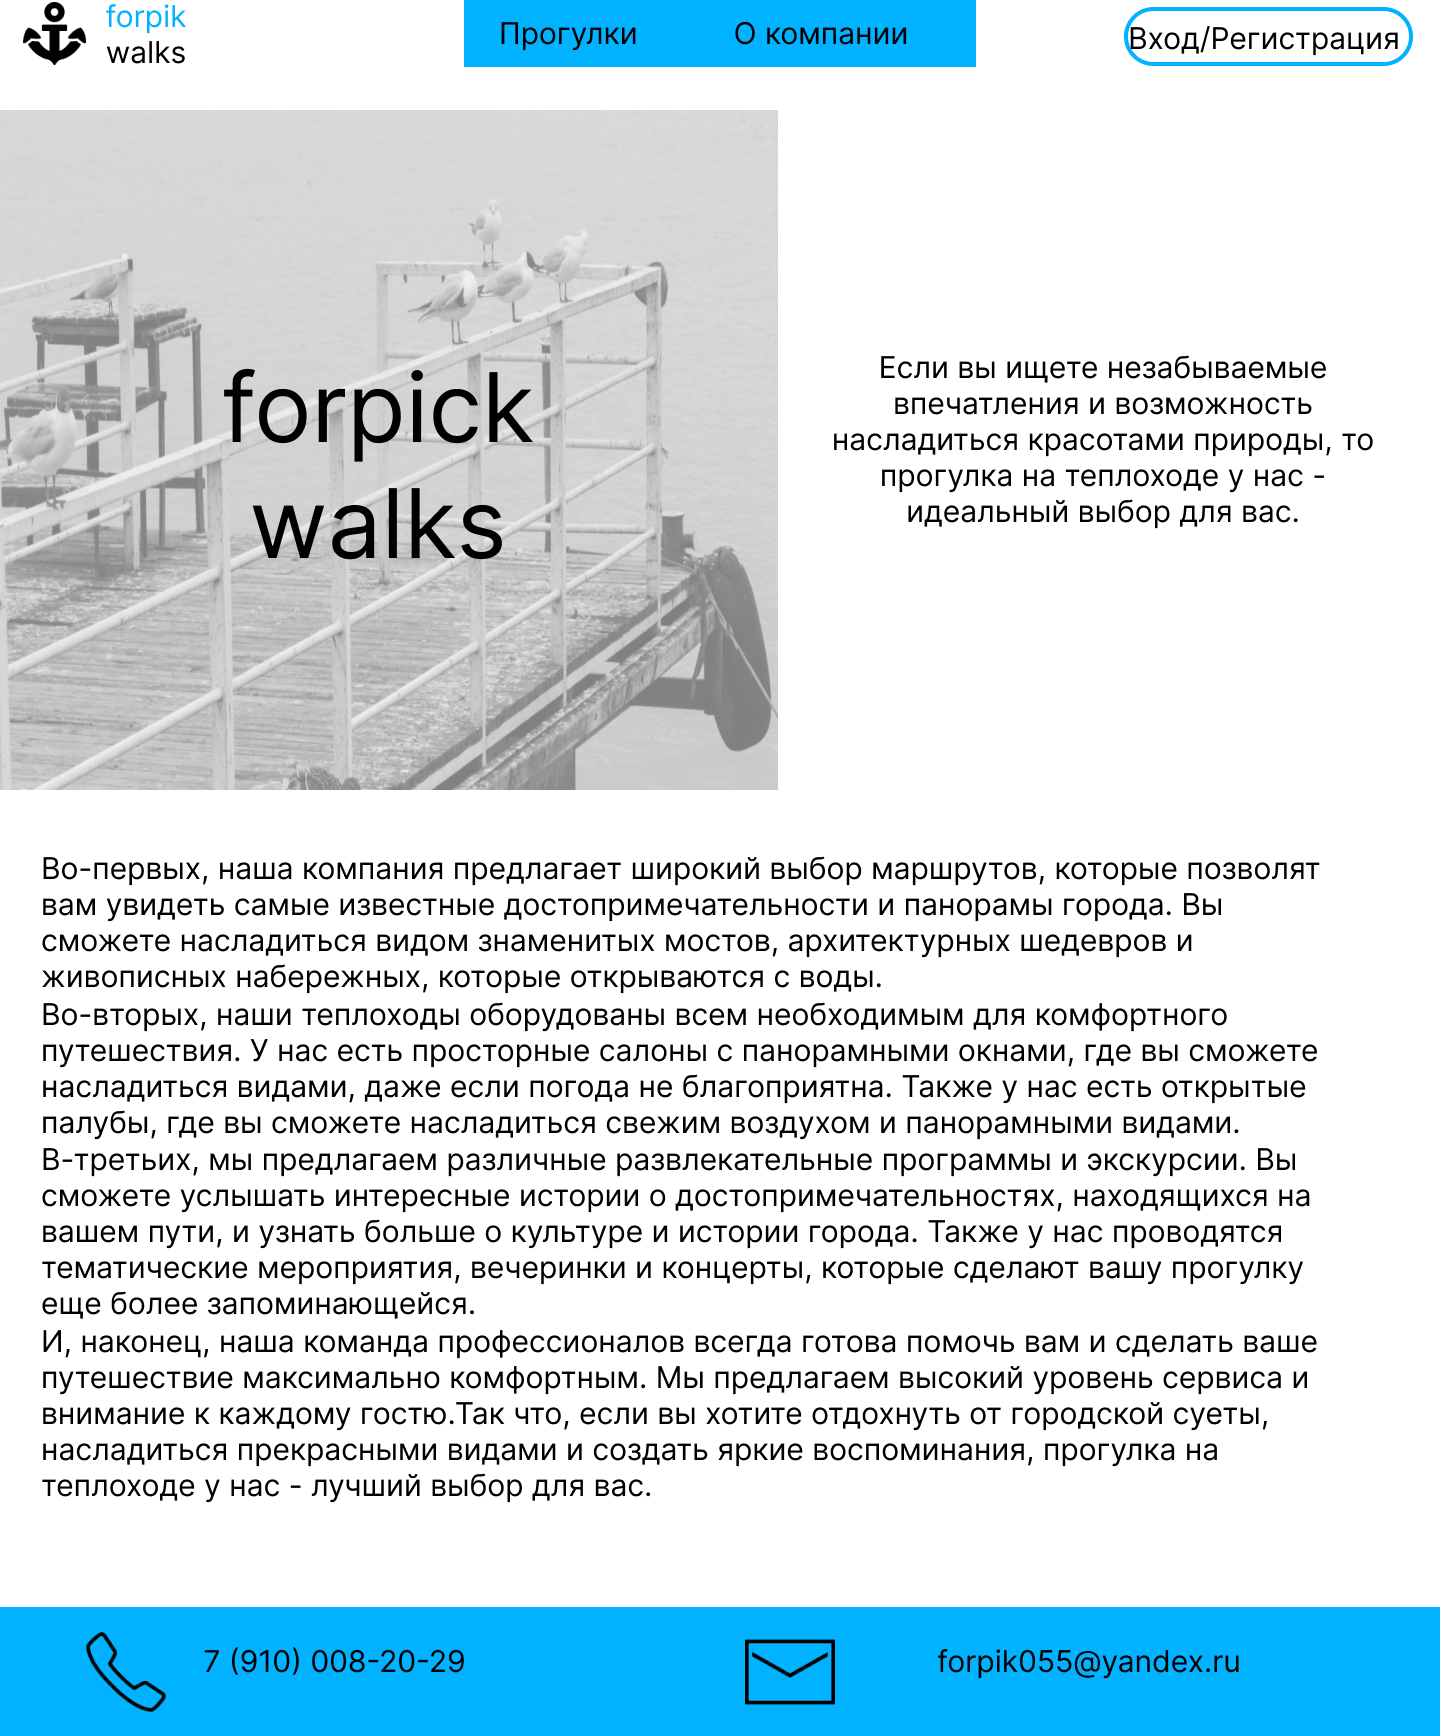 forpik
walks
Прогулки
О компании
Вход/Регистрация
forpick
walks
Если вы ищете незабываемые
впечатления и возможность
насладиться красотами природы, то
прогулка на теплоходе у нас -
идеальный выбор для вас.
Во-первых, наша компания предлагает широкий выбор маршрутов, которые позволят
вам увидеть самые известные достопримечательности и панорамы города. Вы
сможете насладиться видом знаменитых мостов, архитектурных шедевров и
живописных набережных, которые открываются с воды.
Во-вторых, наши теплоходы оборудованы всем необходимым для комфортного
путешествия. У нас есть просторные салоны с панорамными окнами, где вы сможете
насладиться видами, даже если погода не благоприятна. Также у нас есть открытые
палубы, где вы сможете насладиться свежим воздухом и панорамными видами.
В-третьих, мы предлагаем различные развлекательные программы и экскурсии. Вы
сможете услышать интересные истории о достопримечательностях, находящихся на
вашем пути, и узнать больше о культуре и истории города. Также у нас проводятся
тематические мероприятия, вечеринки и концерты, которые сделают вашу прогулку
еще более запоминающейся.
И, наконец, наша команда профессионалов всегда готова помочь вам и сделать ваше
путешествие максимально комфортным. Мы предлагаем высокий уровень сервиса и
внимание к каждому гостю.Так что, если вы хотите отдохнуть от городской суеты,
насладиться прекрасными видами и создать яркие воспоминания, прогулка на
теплоходе у нас - лучший выбор для вас.
7 (910) 008-20-29
forpik055@yandex.ru